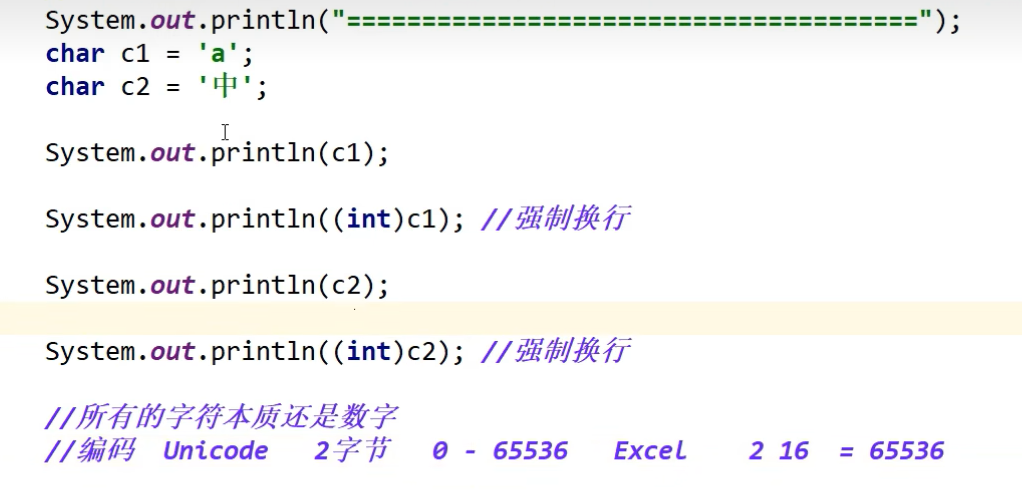 System.out.println("======================================");
char c1 = 'a';
char c2 = '中';
System.out.println(c1);
System.out.println((int)c1); //强制换行
System.out.println(c2);
System.out.println((int)c2); //强制换行
//所有的字符本质还是数字
//编码 Unicode 2字节 0 - 65536 Excel 2 16 = 65536